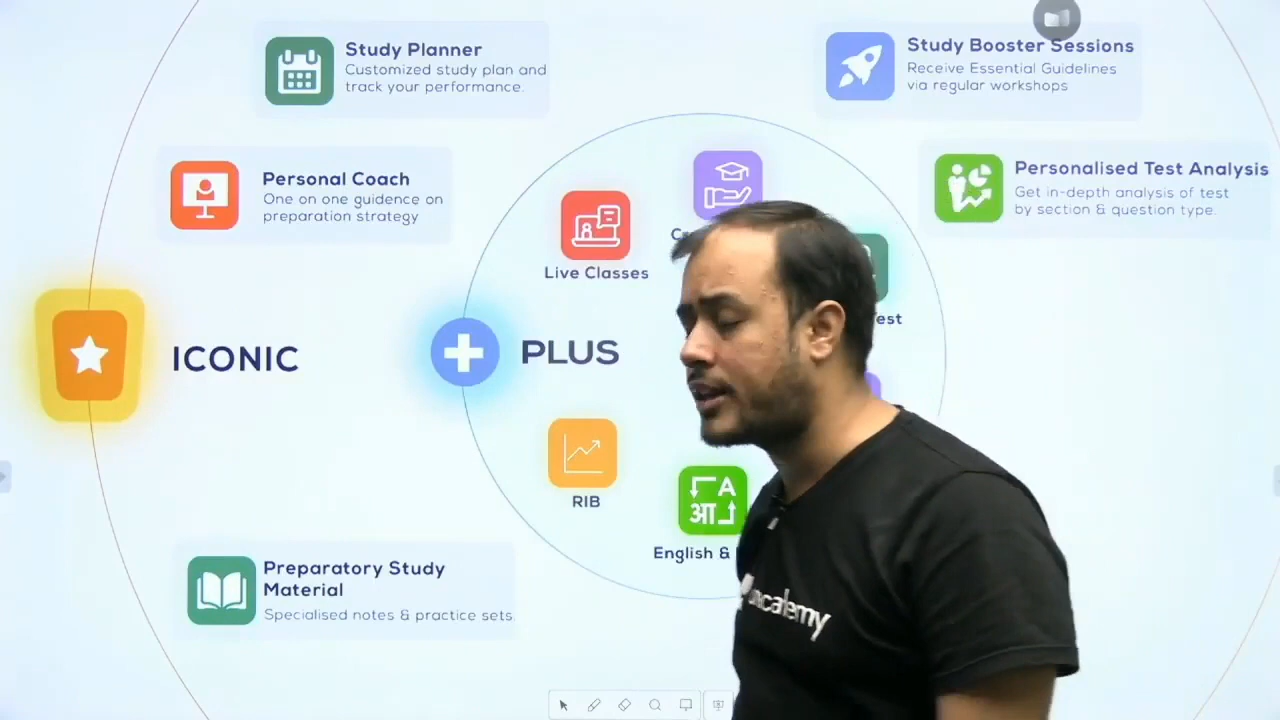 Study Planner
Customized study plan and
track your performance.
Study Booster Sessions
Receive Essential Guidelines
via regular workshops
Personal Coach
One on one guidance on
preparation strategy
Personalised Test Analysis
Get in-depth analysis of test
by section & question type.
Live Classes
ICONIC
PLUS
RIB
A
आ
English &
Preparatory Study
Material
Specialised notes & practice sets.